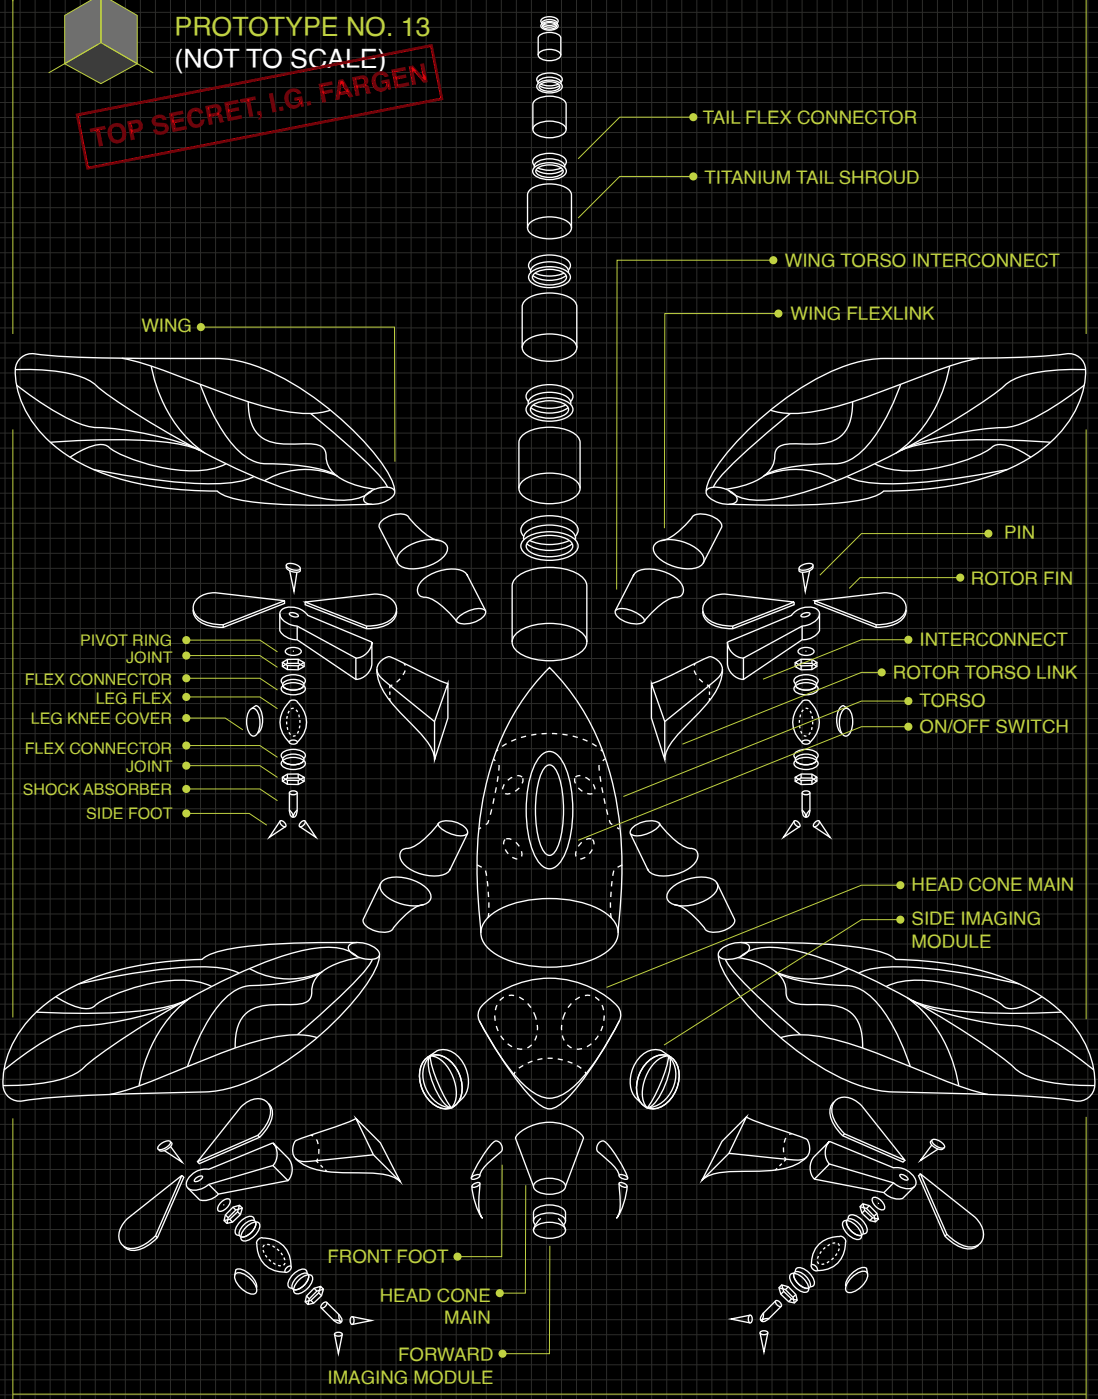 PROTOTYPE NO. 13
(NOT TO SCALE)
TOP SECRET, I.G. FARGEN
TAIL FLEX CONNECTOR
TITANIUM TAIL SHROUD
WING TORSO INTERCONNECT
WING FLEXLINK
WING
PIN
ROTOR FIN
INTERCONNECT
ROTOR TORSO LINK
TORSO
ON/OFF SWITCH
PIVOT RING
JOINT
FLEX CONNECTOR
LEG FLEX
LEG KNEE COVER
FLEX CONNECTOR
JOINT
SHOCK ABSORBER
SIDE FOOT
HEAD CONE MAIN
SIDE IMAGING
MODULE
FRONT FOOT
HEAD CONE
MAIN
FORWARD
IMAGING MODULE